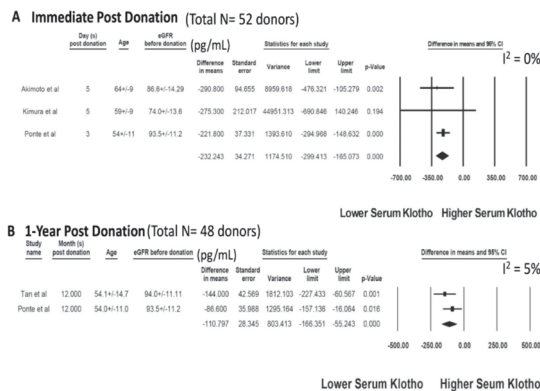 A Immediate Post Donation (Total N= 52 donors)
Day (s) post donation Age eGFR before donation (pg/mL) Statistics for each study Difference in means and 95% CI
I² = 0%
Difference in means Standard error Variance Lower limit Upper limit p-Value
Akimoto et al 5 64+/-9 86.6+/-14.29 -290.800 94.655 8959.618 -476.321 -105.279 0.002
Kimura et al 5 59+/-9 74.0+/-13.6 -275.300 212.017 44951.313 -690.846 140.246 0.194
Ponte et al 3 54+/-11 93.5+/-11.2 -221.800 37.331 1393.610 -294.968 -148.632 0.000
-232.243 34.271 1174.510 -299.413 -165.073 0.000
-700.00 -350.00 0.00 350.00 700.00
Lower Serum Klotho Higher Serum Klotho
B 1-Year Post Donation (Total N= 48 donors)
Study name Month (s) post donation Age eGFR before donation (pg/mL) Statistics for each study Difference in means and 95% CI
I² = 5%
Difference in means Standard error Variance Lower limit Upper limit p-Value
Tan et al 12.000 54.1+/-14.7 94.0+/-11.11 -144.000 42.569 1812.103 -227.433 -60.567 0.001
Ponte et al 12.000 54.0+/-11.0 93.5+/-11.2 -86.600 35.988 1295.164 -157.136 -16.064 0.016
-110.797 28.345 803.413 -166.351 -55.243 0.000
-500.00 -250.00 0.00 250.00 500.00
Lower Serum Klotho Higher Seum Klotho